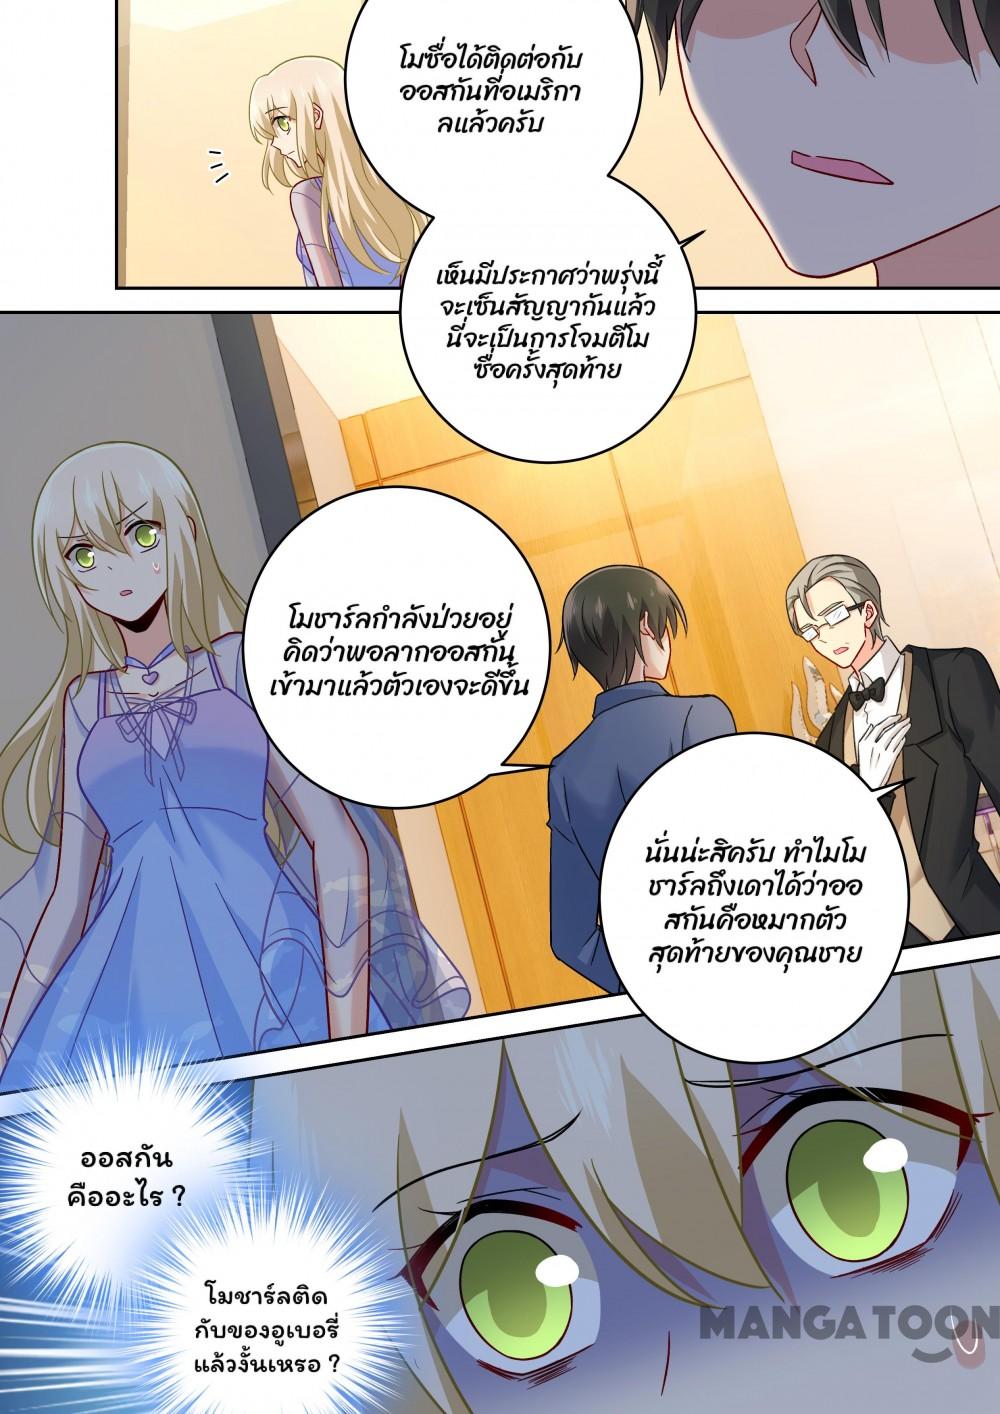 โมซื่อได้ติดต่อกับ
ออสกันที่อเมริกา
ลแล้วครับ
เห็นมีประกาศว่าพรุ่งนี้
จะเซ็นสัญญากันแล้ว
นี่จะเป็นการโจมตีโม
ซื่อครั้งสุดท้าย
โมชาร์ลกำลังป่วยอยู่
คิดว่าพอลากออสกัน
เข้ามาแล้วตัวเองจะดีขึ้น
นั่นน่ะสิครับ ทำไมโม
ชาร์ลถึงเดาได้ว่าออ
สกันคือหมากตัว
สุดท้ายของคุณชาย
ออสกัน
คืออะไร ?
โมชาร์ลติด
กับของอูเบอรี่
แล้วงั้นเหรอ ?
MANGATOON